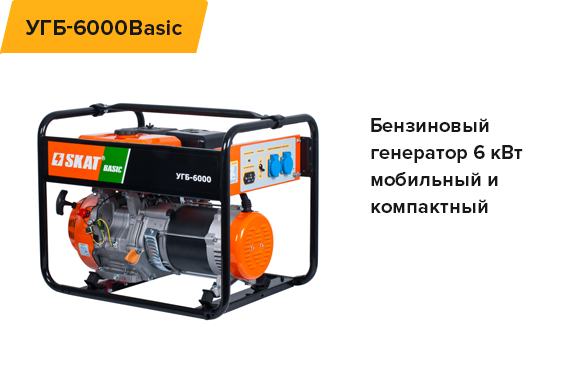 УГБ-6000Basic
Бензиновый
генератор 6 кВт
мобильный и
компактный
SKAT
BASIC
УГБ-6000